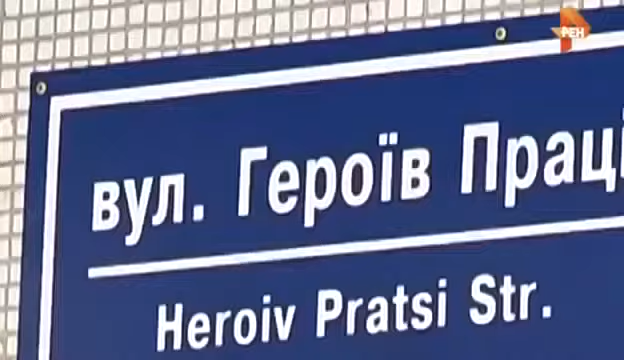 РЕН
вул. Героїв Праці
Heroiv Pratsi Str.